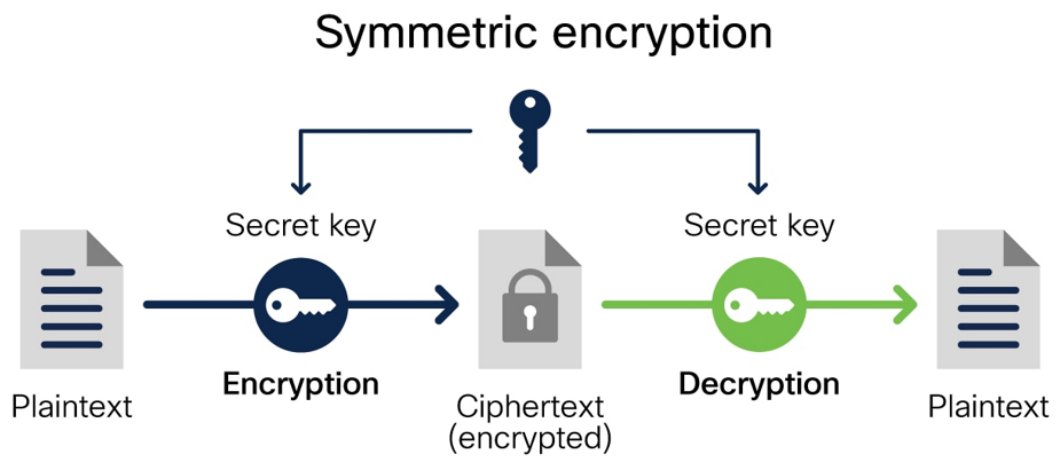 Symmetric encryption
Secret key
Secret key
Encryption
Decryption
Plaintext
Ciphertext
(encrypted)
Plaintext